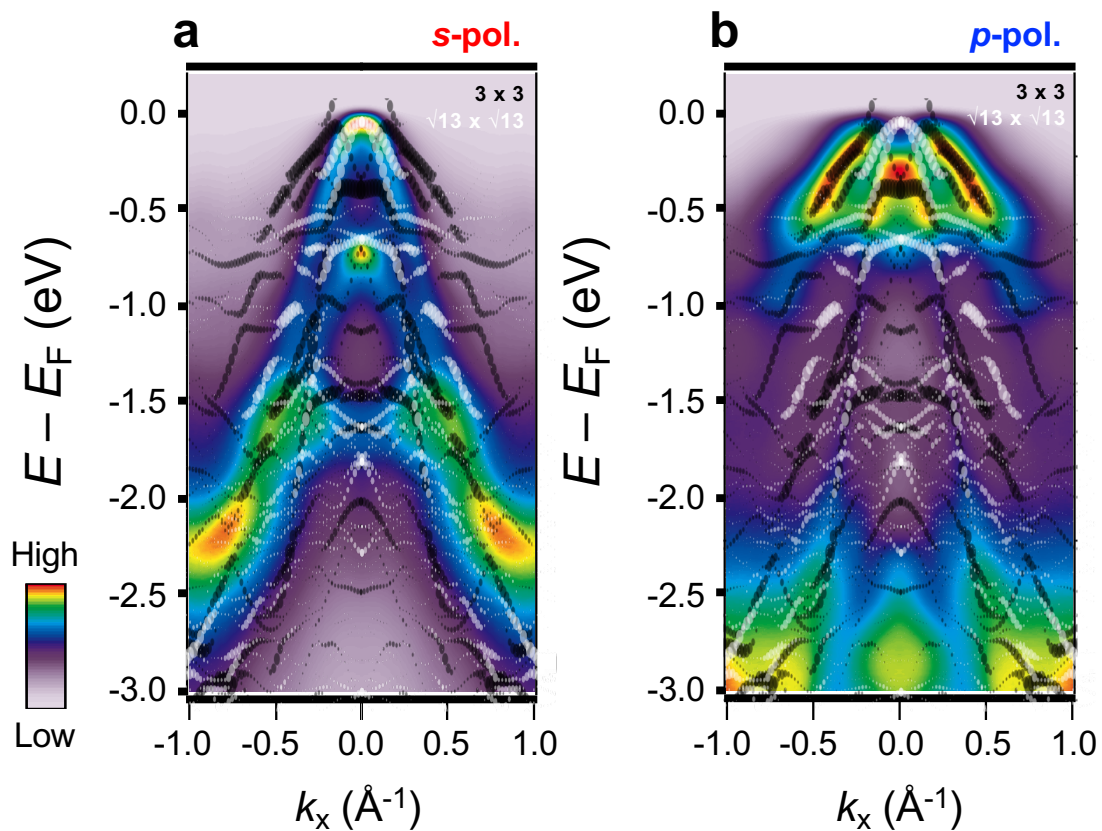 a
s-pol.
b
p-pol.
3 x 3
√13 x √13
3 x 3
√13 x √13
0.0
-0.5
-1.0
-1.5
-2.0
-2.5
-3.0
E – E_F (eV)
0.0
-0.5
-1.0
-1.5
-2.0
-2.5
-3.0
E – E_F (eV)
High
Low
-1.0 -0.5 0.0 0.5 1.0
-1.0 -0.5 0.0 0.5 1.0
kₓ (Å⁻¹)
kₓ (Å⁻¹)